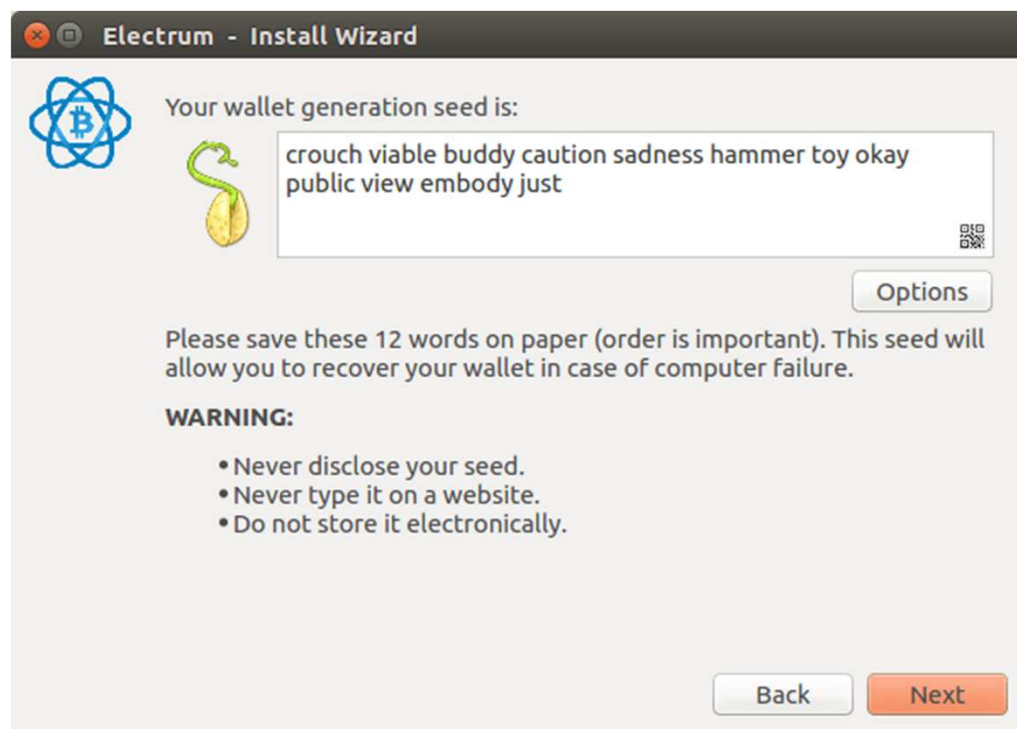 Electrum - Install Wizard
Your wallet generation seed is:
crouch viable buddy caution sadness hammer toy okay
public view embody just
Options
Please save these 12 words on paper (order is important). This seed will
allow you to recover your wallet in case of computer failure.
WARNING:
• Never disclose your seed.
• Never type it on a website.
• Do not store it electronically.
Back
Next